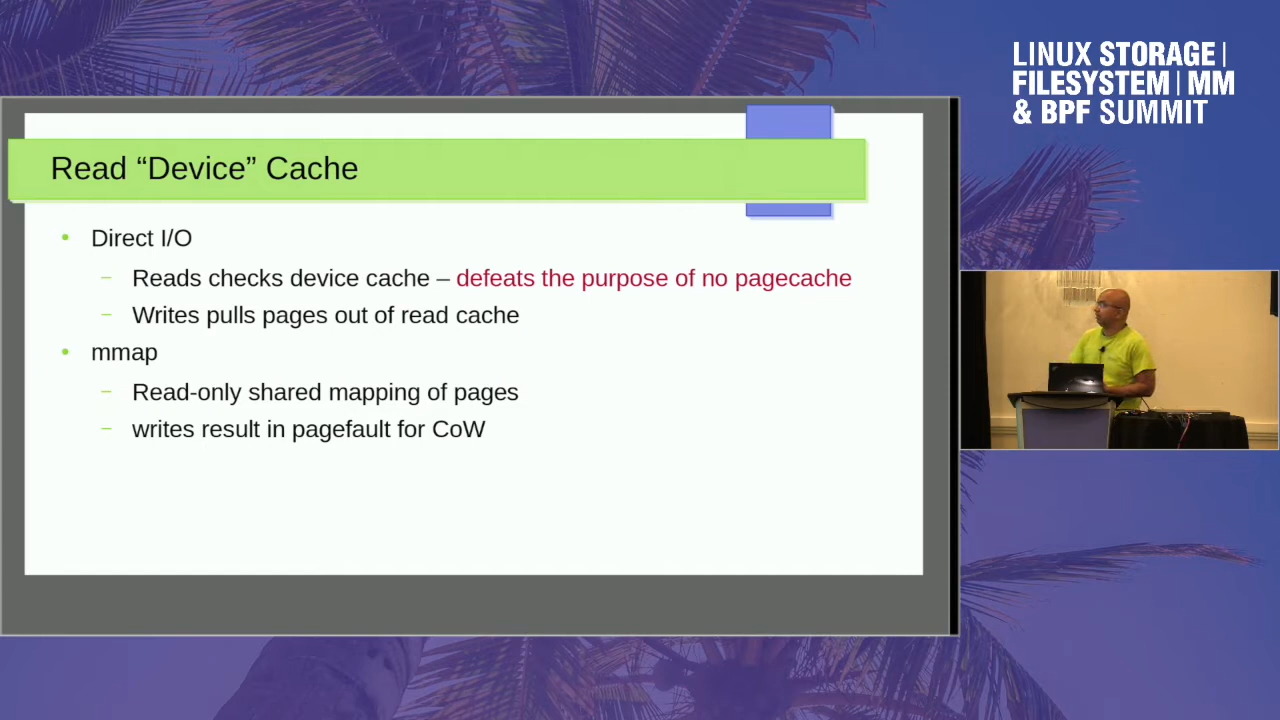 LINUX STORAGE |
FILESYSTEM | MM
& BPF SUMMIT
Read “Device” Cache
• Direct I/O
– Reads checks device cache – defeats the purpose of no pagecache
– Writes pulls pages out of read cache
• mmap
– Read-only shared mapping of pages
– writes result in pagefault for CoW